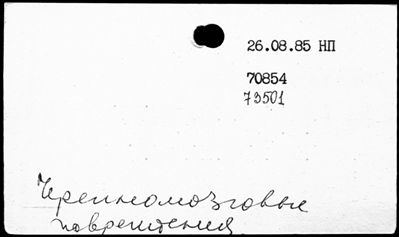 26.08.85 НП
70854
73501
Черепномозговые
повреждения